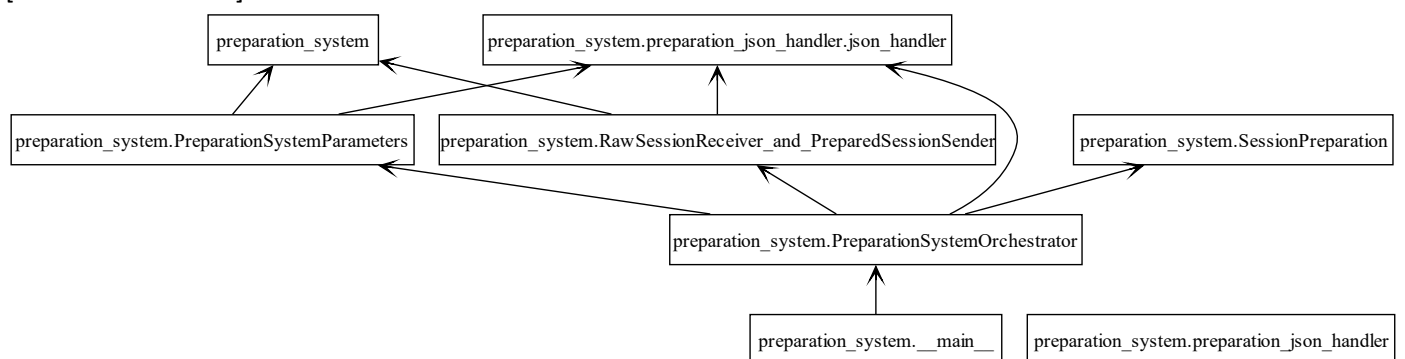 preparation_system
preparation_system.preparation_json_handler.json_handler
preparation_system.PreparationSystemParameters
preparation_system.RawSessionReceiver_and_PreparedSessionSender
preparation_system.SessionPreparation
preparation_system.PreparationSystemOrchestrator
preparation_system.__main__
preparation_system.preparation_json_handler